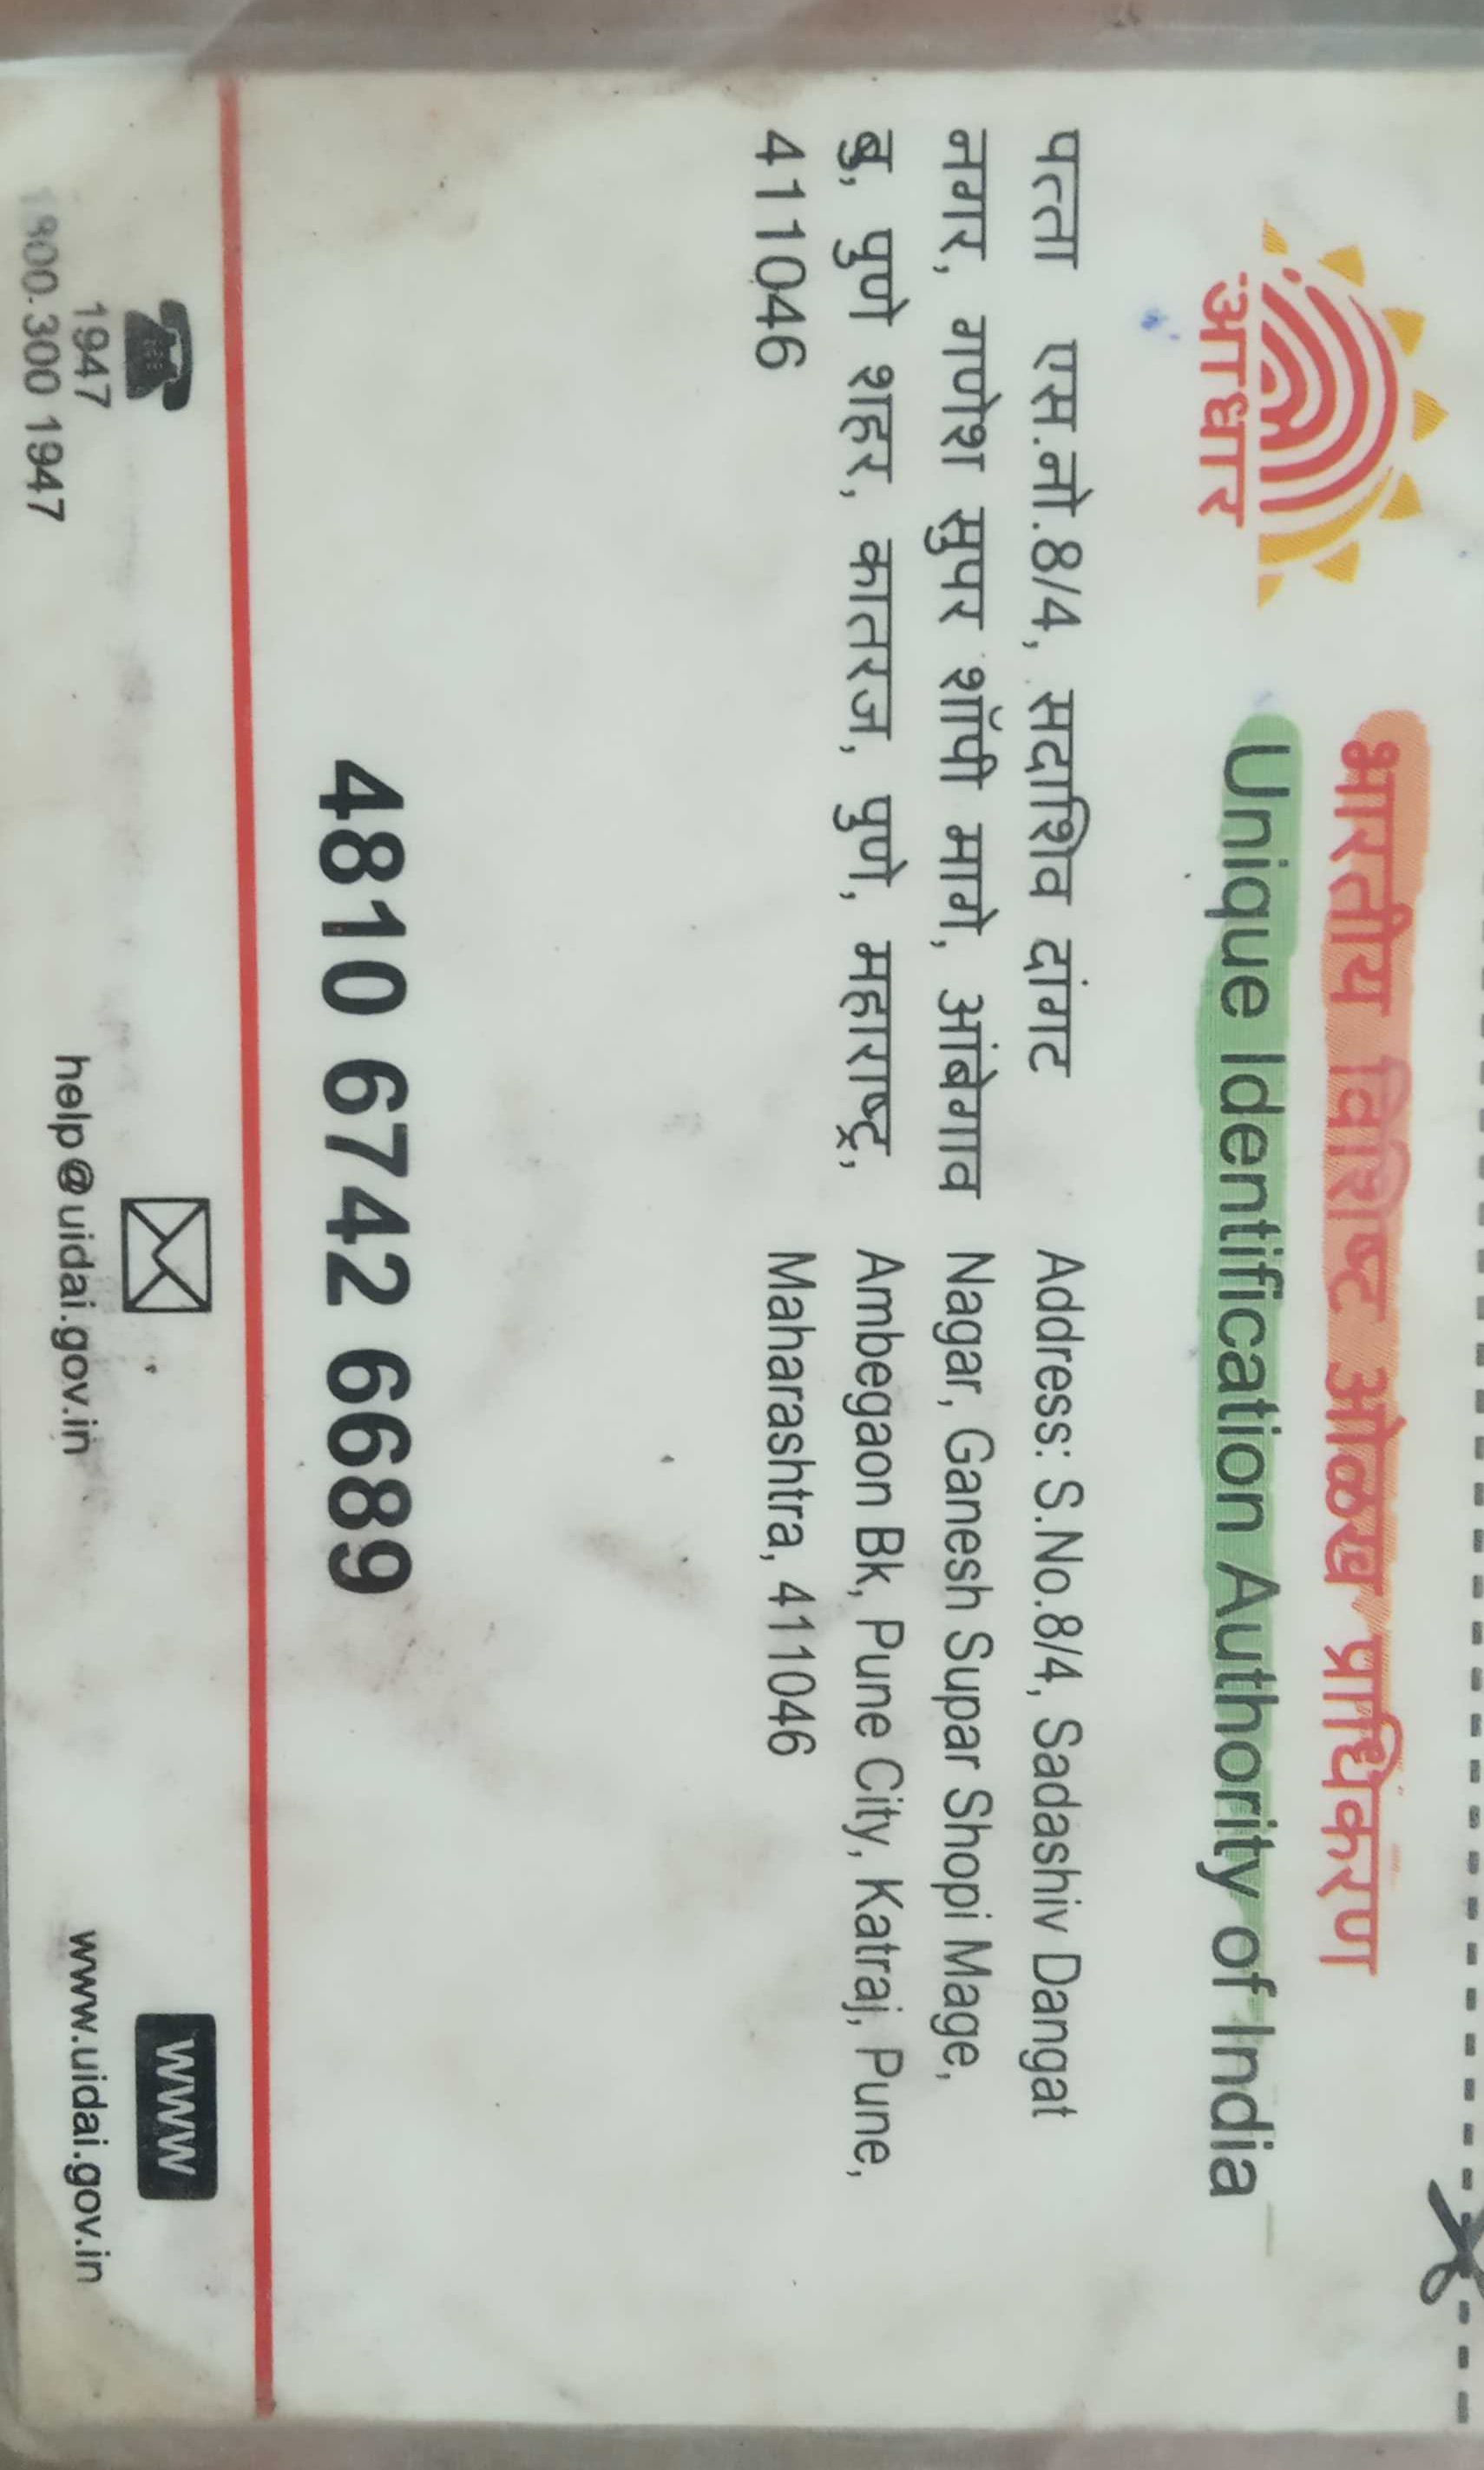 आधार
भारतीय विशिष्ट ओळख प्राधिकरण
Unique Identification Authority of India
पत्ता एस.नो.8/4, सदाशिव दांगट
नगर, गणेश सुपर शॉपी मागे, आंबेगाव
बु, पुणे शहर, कातरज, पुणे, महाराष्ट्र,
411046
Address: S.No.8/4, Sadashiv Dangat
Nagar, Ganesh Supar Shopi Mage,
Ambegaon Bk, Pune City, Katraj, Pune,
Maharashtra, 411046
4810 6742 6689
1947
1800.300 1947
help@uidai.gov.in
WWW
www.uidai.gov.in